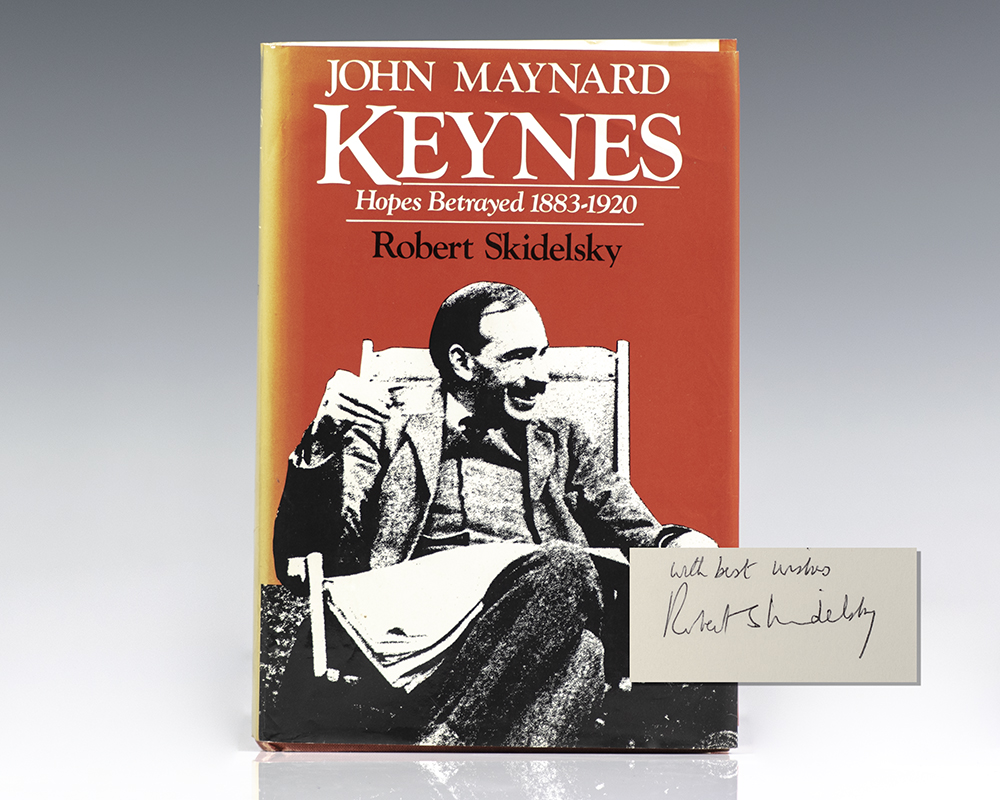 JOHN MAYNARD
KEYNES
Hopes Betrayed 1883-1920
Robert Skidelsky
with best wishes
Robert Skidelsky